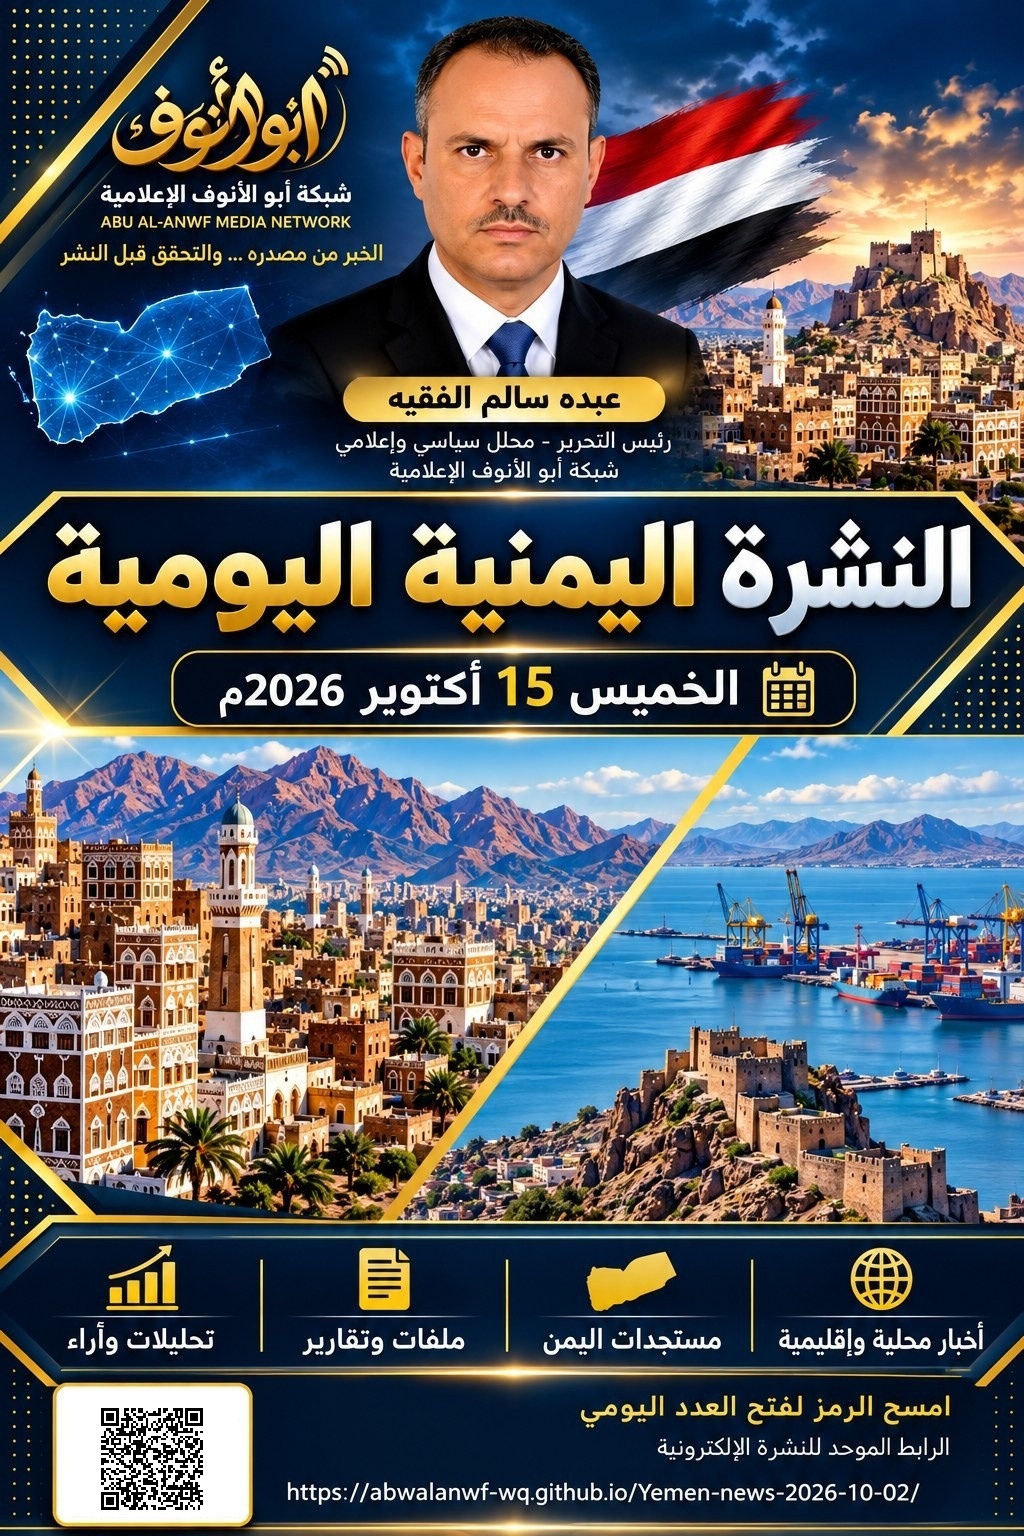 أبو الأنوف
شبكة أبو الأنوف الإعلامية
ABU AL-ANWF MEDIA NETWORK
الخبر من مصدره ... والتحقق قبل النشر
عبده سالم الفقيه
رئيس التحرير - محلل سياسي وإعلامي
شبكة أبو الأنوف الإعلامية
النشرة اليمنية اليومية
الخميس 15 أكتوبر 2026م
أخبار محلية وإقليمية
مستجدات اليمن
ملفات وتقارير
تحليلات وآراء
امسح الرمز لفتح العدد اليومي
الرابط الموحد للنشرة الإلكترونية
https://abwalanwf-wq.github.io/Yemen-news-2026-10-02/